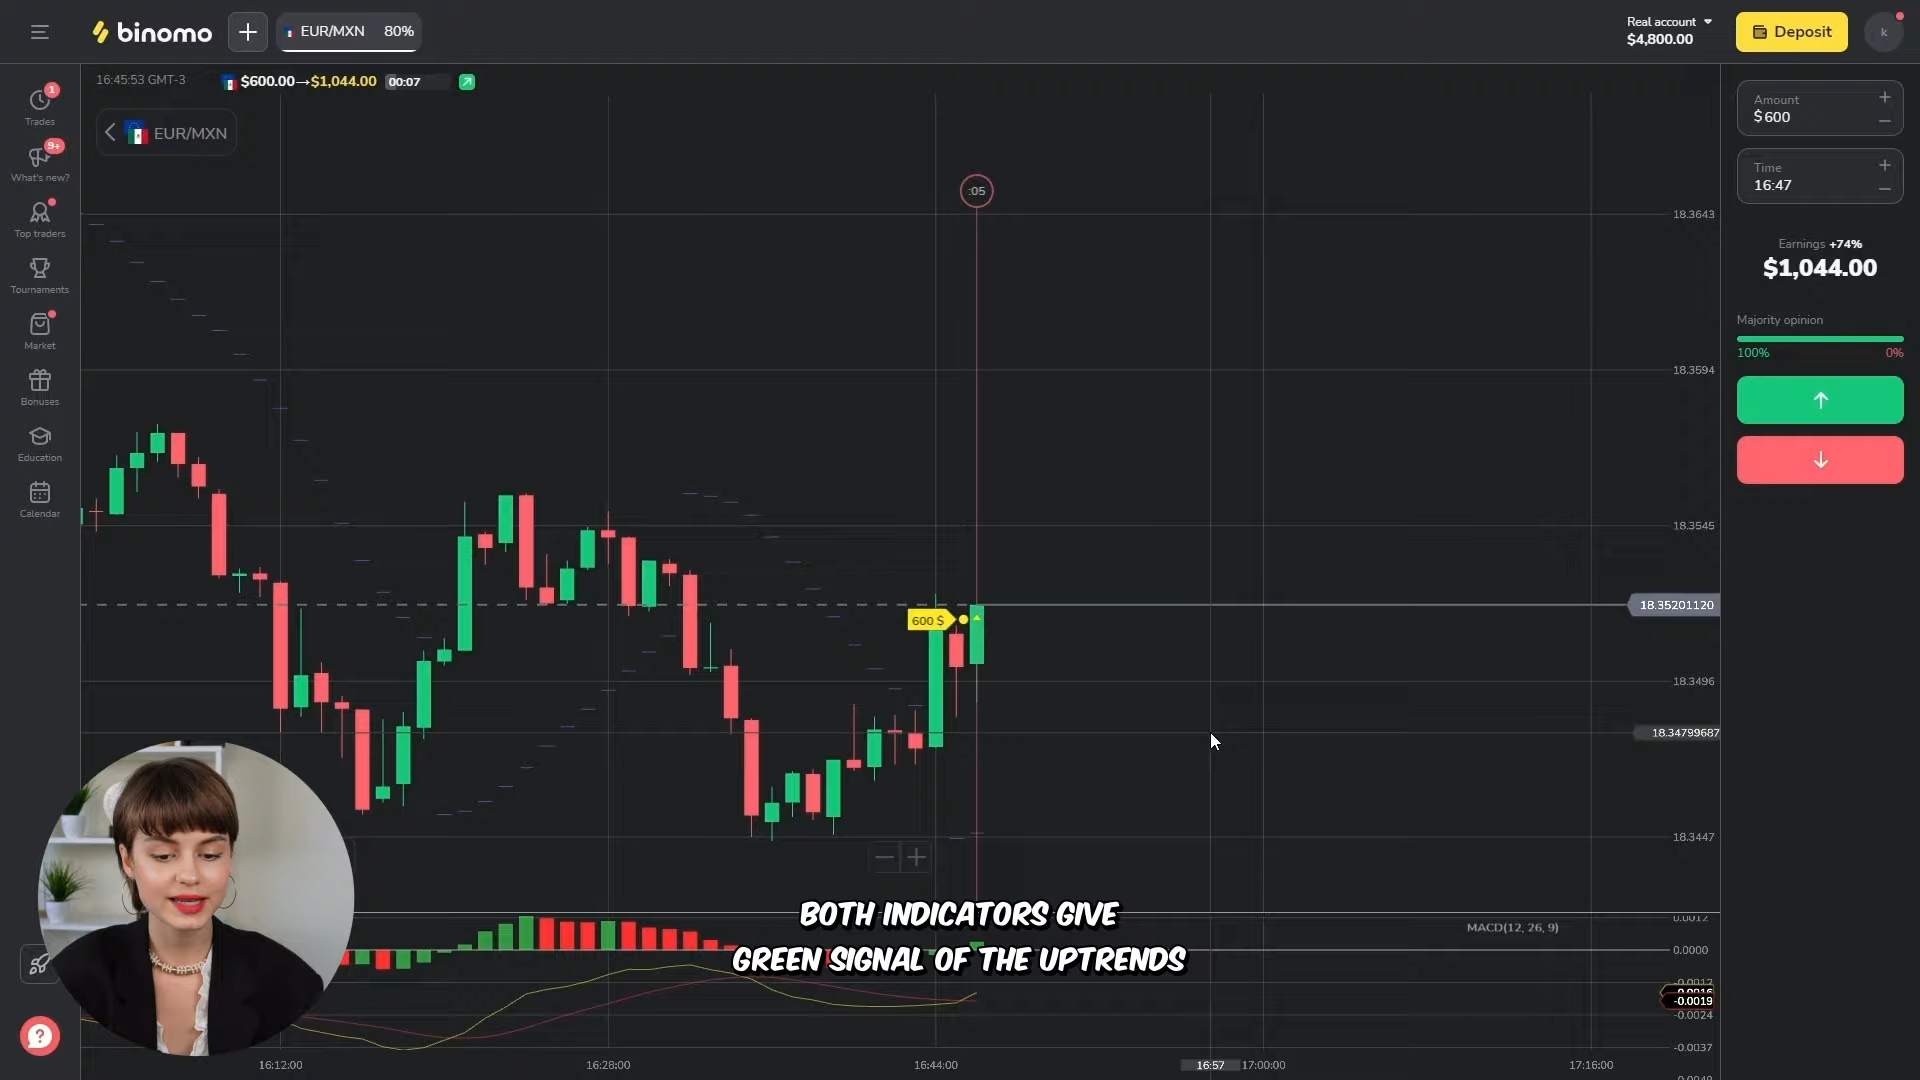 binomo
+
EUR/MXN 80%
Real account
$4,800.00
Deposit
k
16:45:53 GMT-3
$600.00→$1,044.00
00:07
1
Trades
9+
What's new?
Top traders
Tournaments
Market
Bonuses
Education
Calendar
?
EUR/MXN
:05
600 $
BOTH INDICATORS GIVE
GREEN SIGNAL OF THE UPTRENDS
MACD(12, 26, 9)
18.3643
18.3594
18.3545
18.35201120
18.3496
18.34799687
18.3447
0.0012
0.0000
-0.0019
-0.0024
-0.0037
16:12:00
16:28:00
16:44:00
16:57
17:00:00
17:16:00
Amount
$600
Time
16:47
Earnings +74%
$1,044.00
Majority opinion
100%
0%